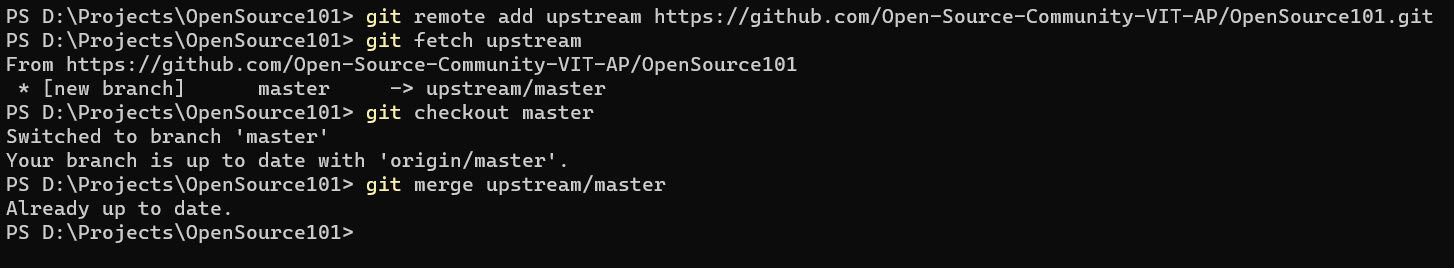 PS D:\Projects\OpenSource101> git remote add upstream https://github.com/Open-Source-Community-VIT-AP/OpenSource101.git
PS D:\Projects\OpenSource101> git fetch upstream
From https://github.com/Open-Source-Community-VIT-AP/OpenSource101
 * [new branch]      master     -> upstream/master
PS D:\Projects\OpenSource101> git checkout master
Switched to branch 'master'
Your branch is up to date with 'origin/master'.
PS D:\Projects\OpenSource101> git merge upstream/master
Already up to date.
PS D:\Projects\OpenSource101>